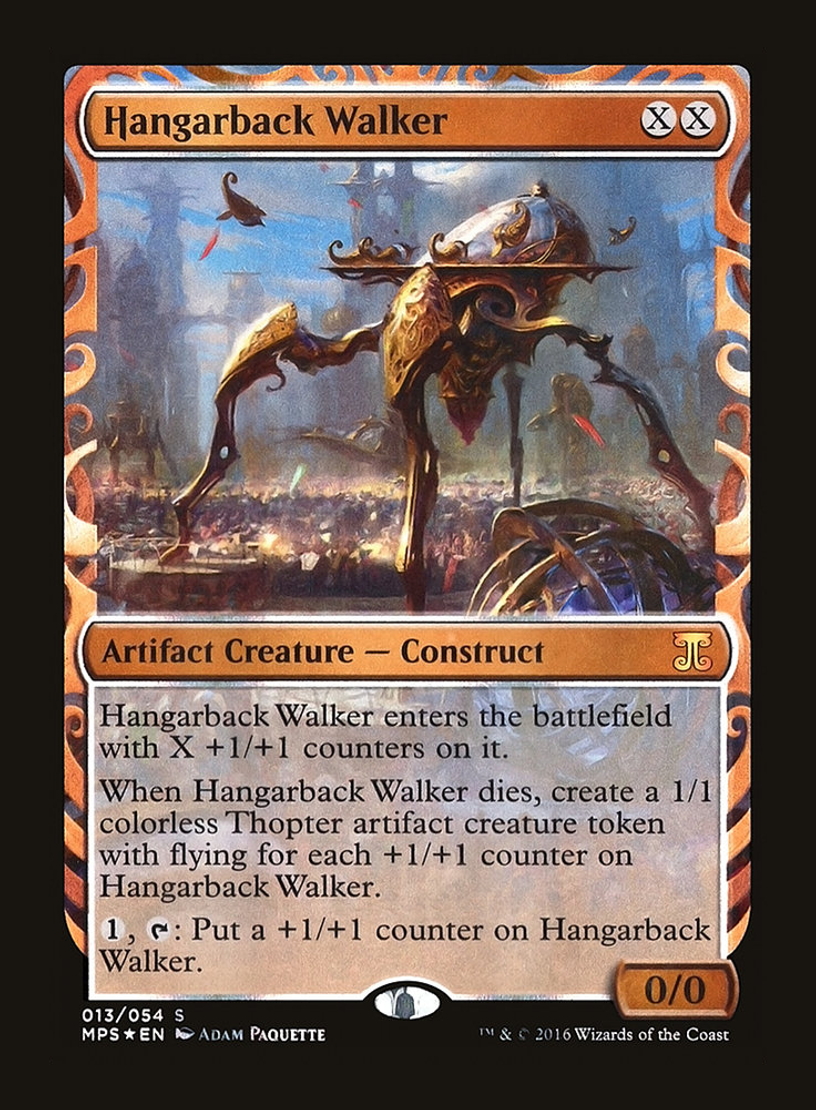 Hangarback Walker XX
Artifact Creature — Construct
Hangarback Walker enters the battlefield
with X +1/+1 counters on it.
When Hangarback Walker dies, create a 1/1
colorless Thopter artifact creature token
with flying for each +1/+1 counter on
Hangarback Walker.
1, : Put a +1/+1 counter on Hangarback
Walker.
0/0
013/054 S
MPS★EN Adam Paquette
™ & © 2016 Wizards of the Coast